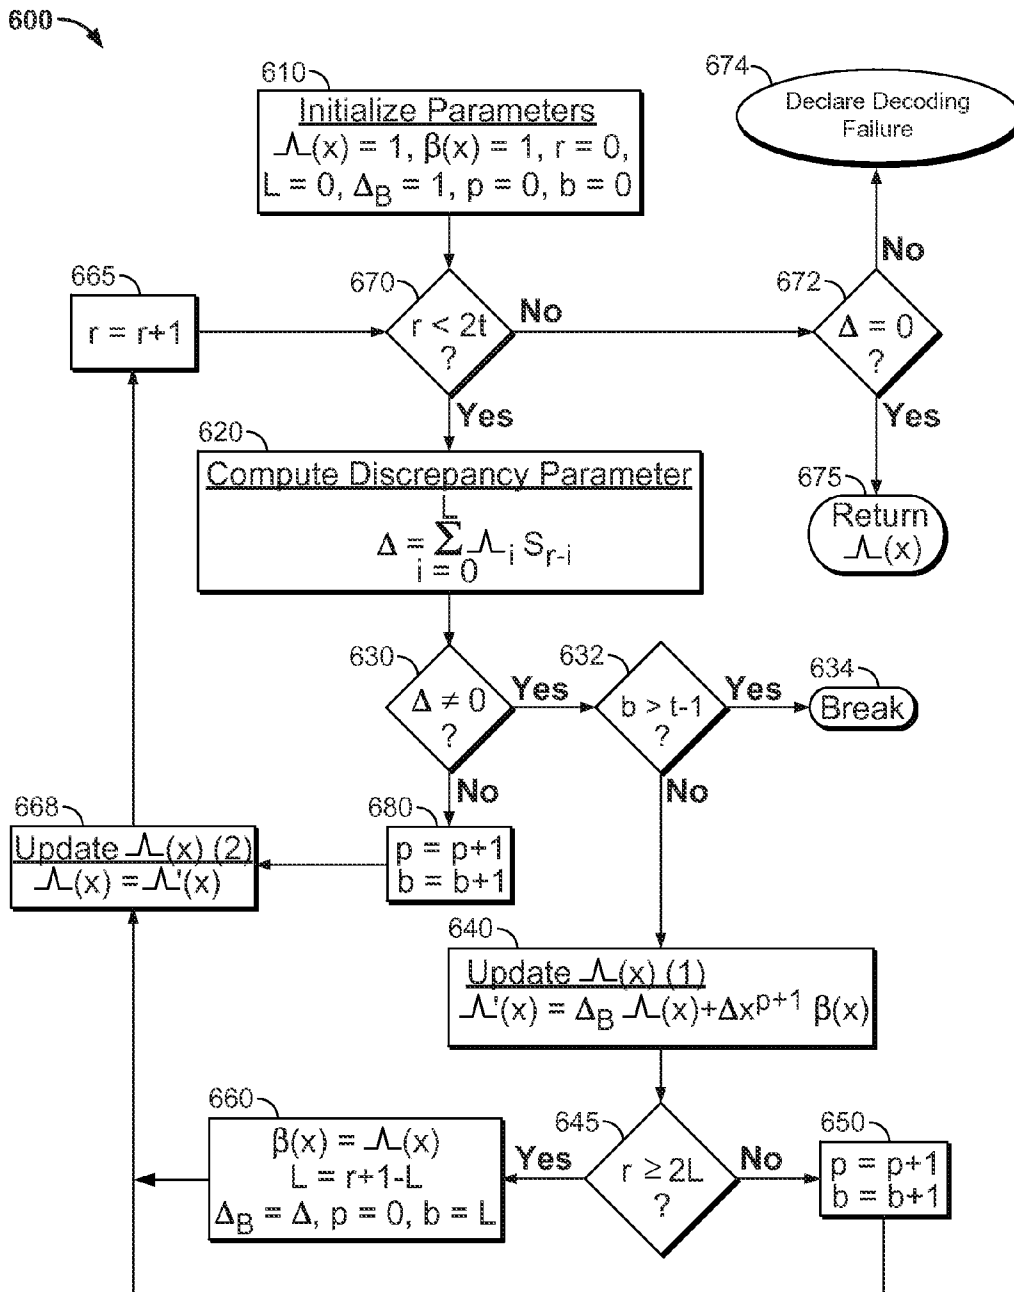 600
610
Initialize Parameters
Λ(x) = 1, β(x) = 1, r = 0,
L = 0, Δ_B = 1, p = 0, b = 0
674
Declare Decoding
Failure
No
665
r = r+1
670
r < 2t
?
No
672
Δ = 0
?
Yes
Yes
675
Return
Λ(x)
620
Compute Discrepancy Parameter
Δ = L Σ i = 0 Λ_i S_{r-i}
630
Δ ≠ 0
?
Yes
632
b > t-1
?
Yes
634
Break
No
No
668
Update Λ(x) (2)
Λ(x) = Λ'(x)
680
p = p+1
b = b+1
640
Update Λ(x) (1)
Λ'(x) = Δ_B Λ(x)+Δx^{p+1} β(x)
660
β(x) = Λ(x)
L = r+1-L
Δ_B = Δ, p = 0, b = L
Yes
645
r ≥ 2L
?
No
650
p = p+1
b = b+1